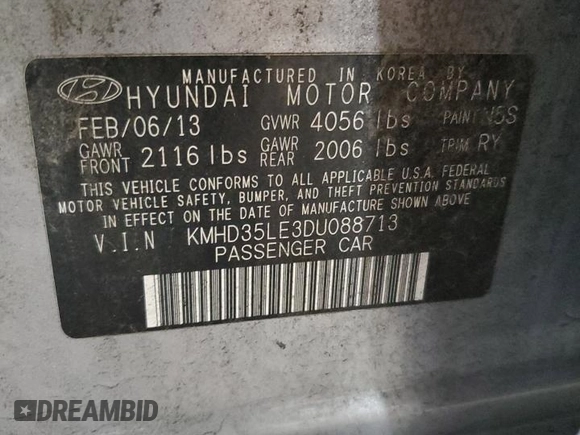 MANUFACTURED IN KOREA BY
HYUNDAI MOTOR COMPANY
FEB/06/13 GVWR 4056 lbs PAINT V5S
GAWR FRONT 2116 lbs GAWR REAR 2006 lbs TRIM RY
THIS VEHICLE CONFORMS TO ALL APPLICABLE U.S.A. FEDERAL
MOTOR VEHICLE SAFETY, BUMPER, AND THEFT PREVENTION STANDARDS
IN EFFECT ON THE DATE OF MANUFACTURE SHOWN ABOVE
V.I.N KMHD35LE3DU088713
PASSENGER CAR
DREAMBID